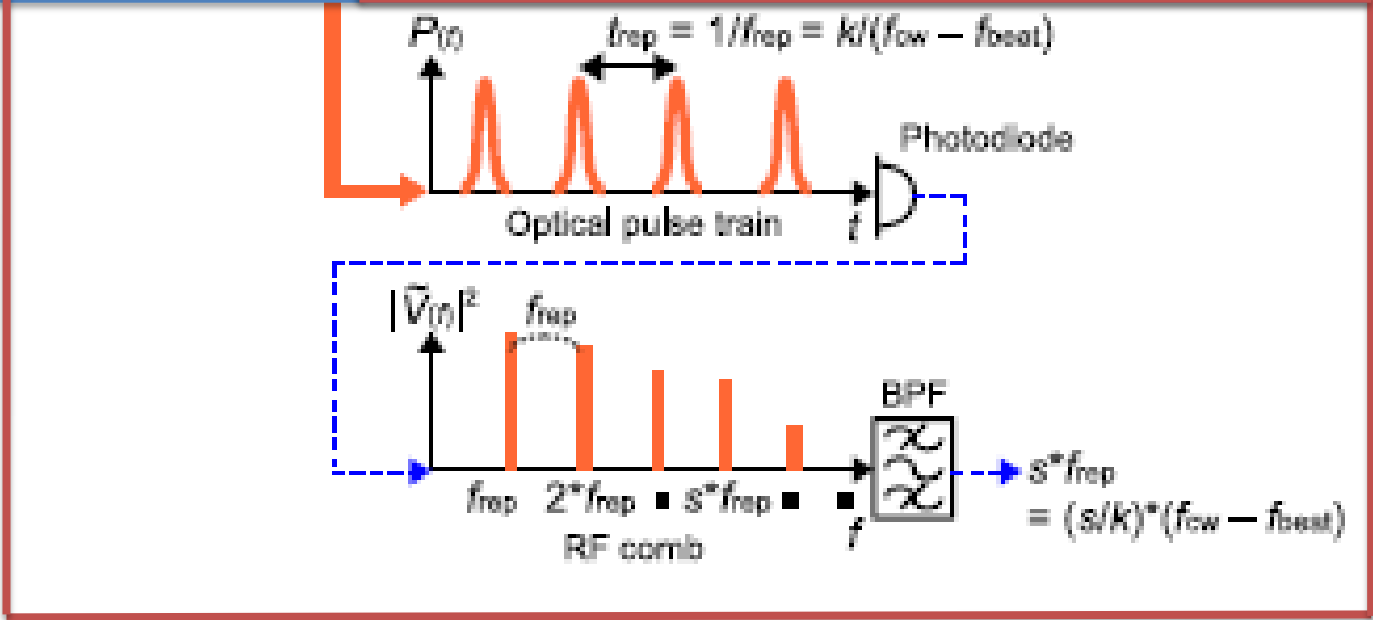 P(t)
trep = 1/frep = k/(fcw – fbeat)
Photodiode
Optical pulse train
t
|Ṽ(f)|²
frep
BPF
frep 2*frep ▪ s*frep ▪ ▪
f
RF comb
s*frep
= (s/k)*(fcw – fbeat)